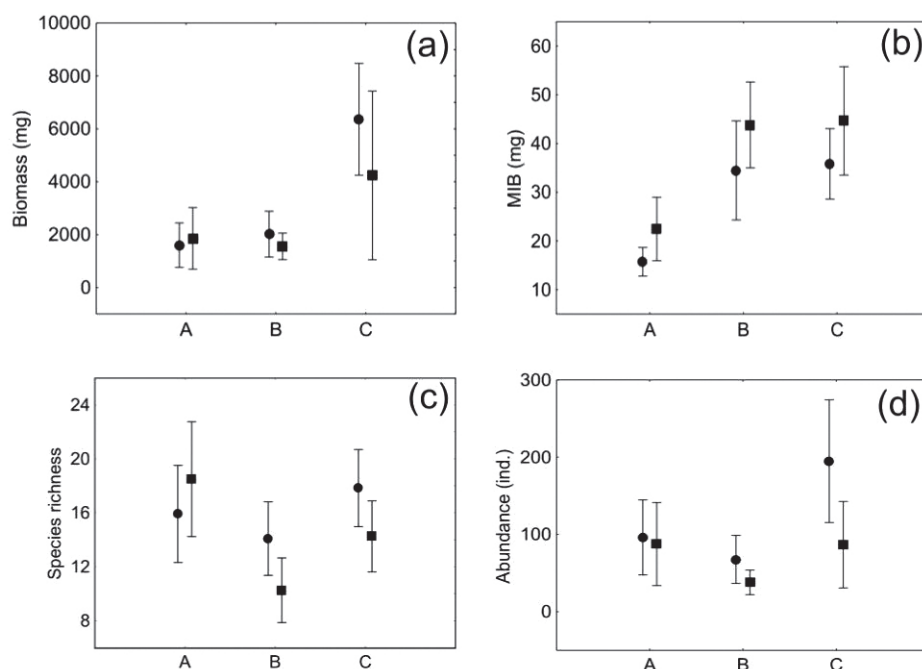 (a)
10000
8000
6000
4000
2000
0
Biomass (mg)
A B C
(b)
60
50
40
30
20
10
MIB (mg)
A B C
(c)
24
20
16
12
8
Species richness
A B C
(d)
300
200
100
0
Abundance (ind.)
A B C